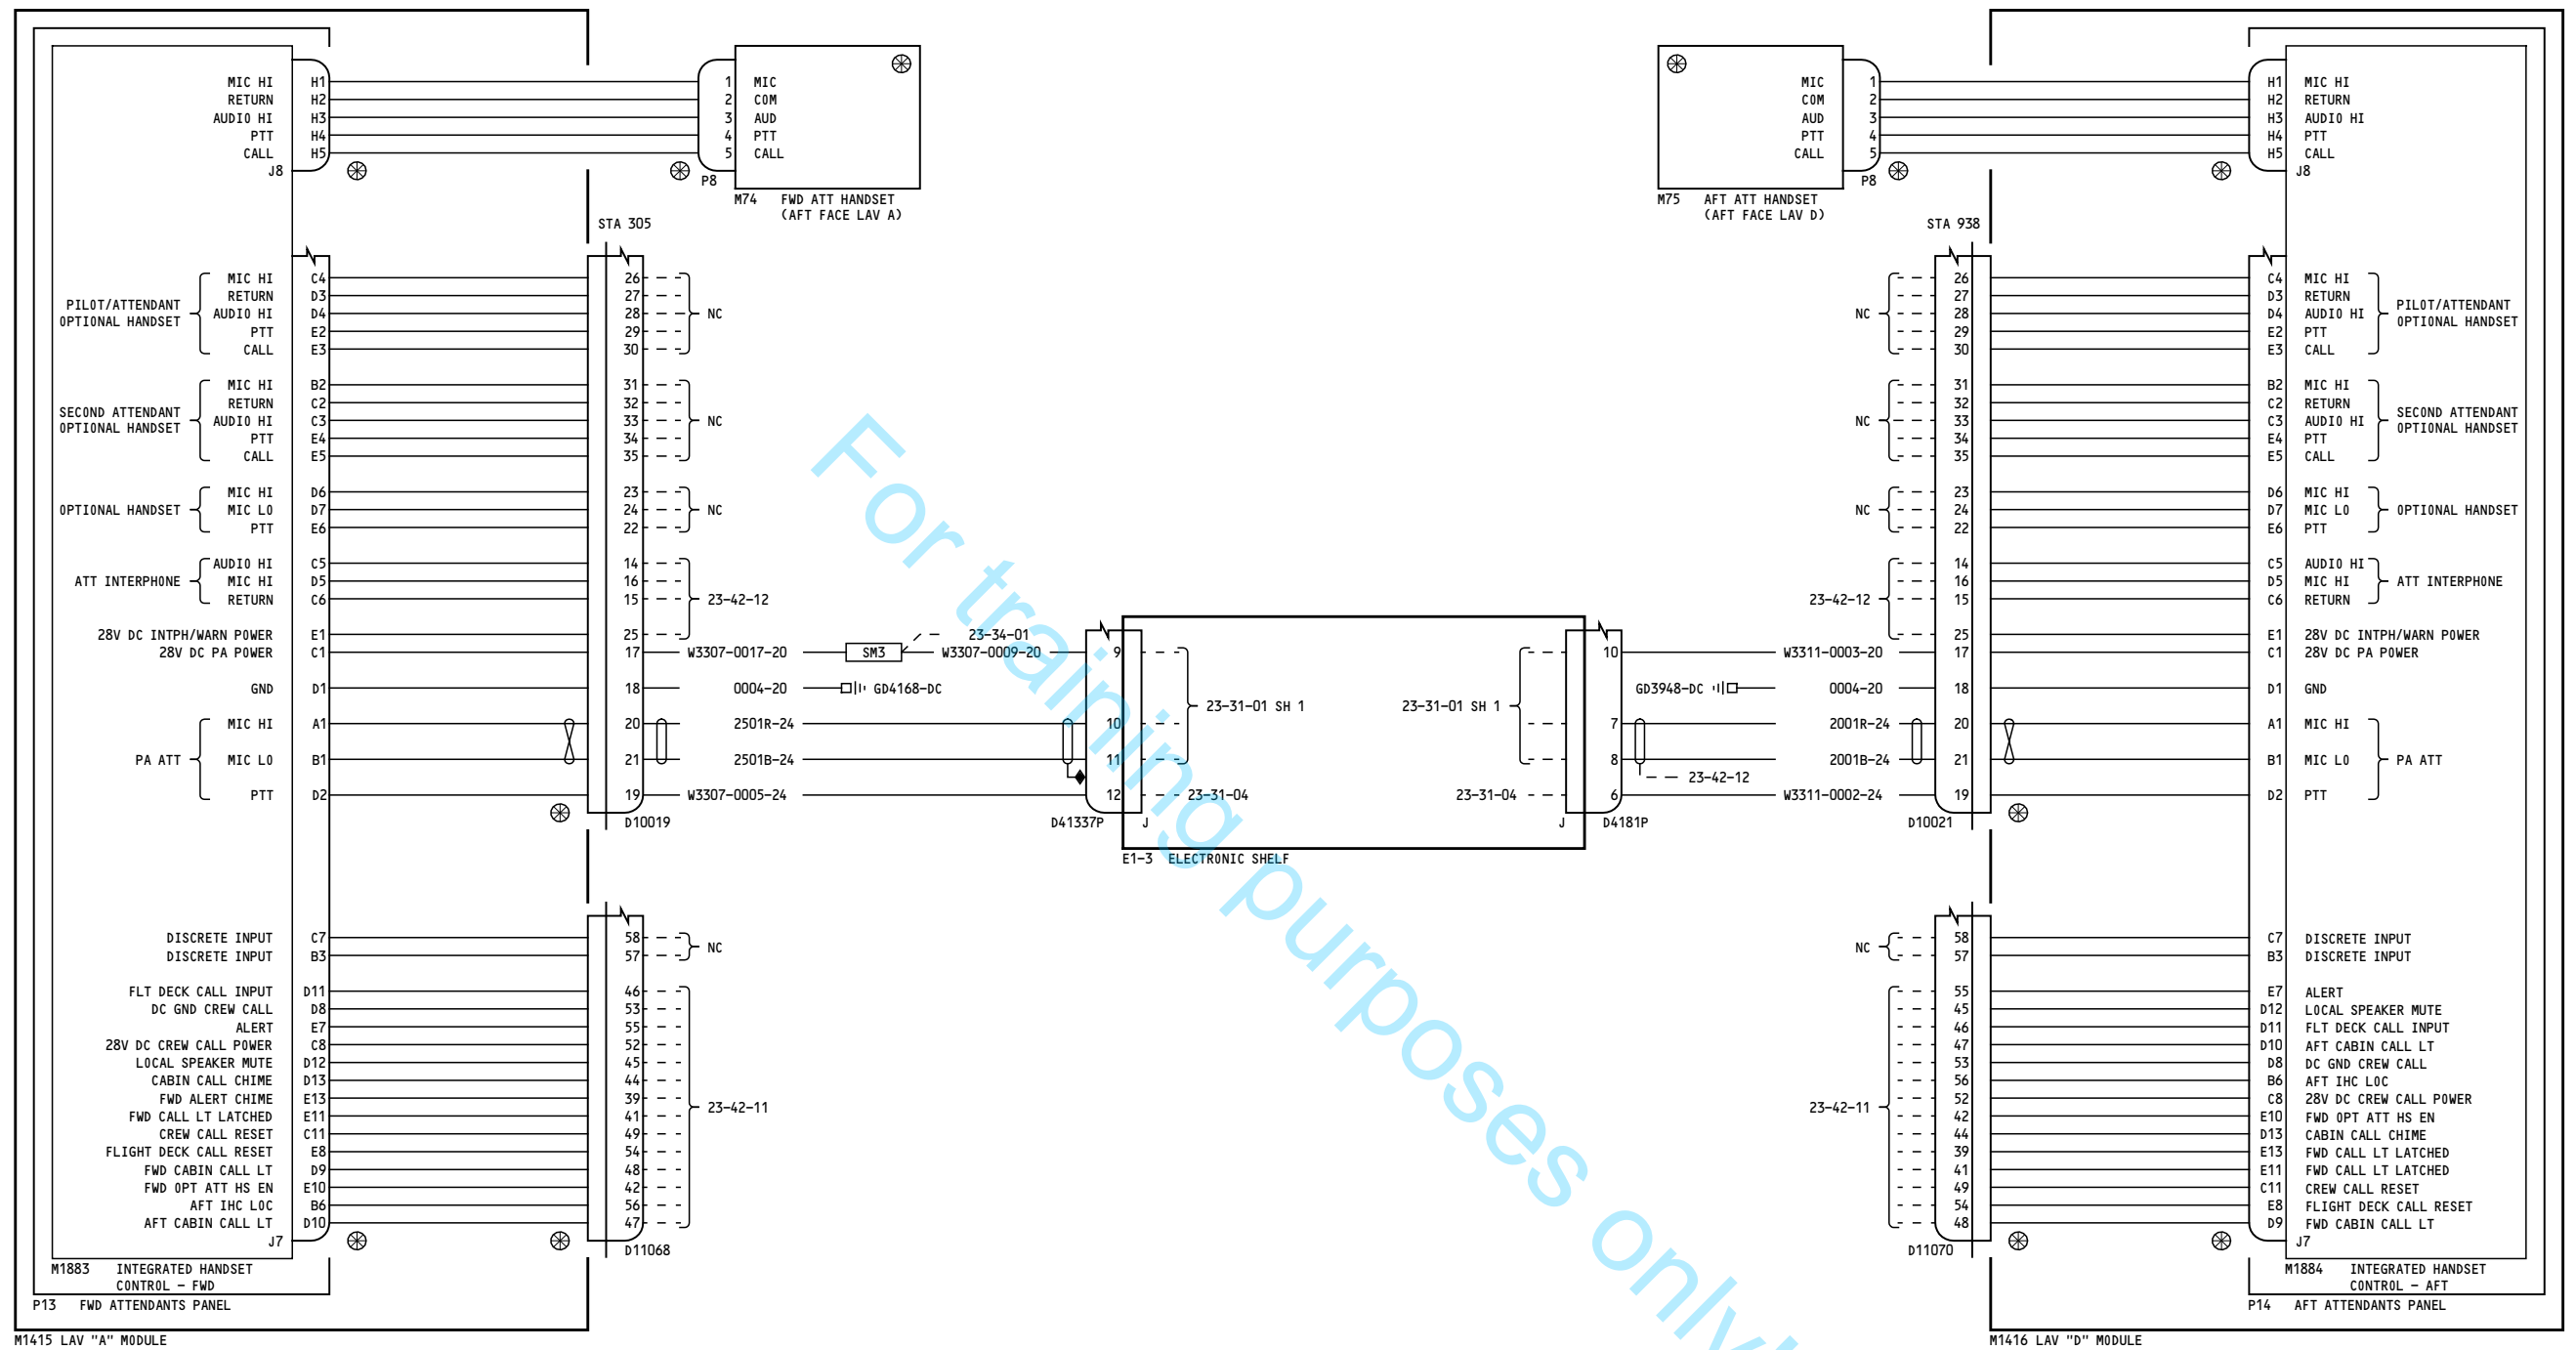 MIC HI H1
RETURN H2
AUDIO HI H3
PTT H4
CALL H5
J8
1 MIC
2 COM
3 AUD
4 PTT
5 CALL
P8
M74 FWD ATT HANDSET
(AFT FACE LAV A)
MIC 1
COM 2
AUD 3
PTT 4
CALL 5
P8
M75 AFT ATT HANDSET
(AFT FACE LAV D)
H1 MIC HI
H2 RETURN
H3 AUDIO HI
H4 PTT
H5 CALL
J8
STA 305
PILOT/ATTENDANT
OPTIONAL HANDSET
MIC HI C4 26
RETURN D3 27
AUDIO HI D4 28 NC
PTT E2 29
CALL E3 30
SECOND ATTENDANT
OPTIONAL HANDSET
MIC HI B2 31
RETURN C2 32
AUDIO HI C3 33 NC
PTT E4 34
CALL E5 35
OPTIONAL HANDSET
MIC HI D6 23
MIC LO D7 24 NC
PTT E6 22
ATT INTERPHONE
AUDIO HI C5 14
MIC HI D5 16
RETURN C6 15 23-42-12
28V DC INTPH/WARN POWER E1 25 23-34-01
28V DC PA POWER C1 17 W3307-0017-20 SM3 W3307-0009-20 9
GND D1 18 0004-20 GD4168-DC
PA ATT
MIC HI A1 20 2501R-24 10
23-31-01 SH 1
MIC LO B1 21 2501B-24 11
PTT D2 19 W3307-0005-24 12 23-31-04
D10019
D41337P J
E1-3 ELECTRONIC SHELF
STA 938
26 C4 MIC HI
27 D3 RETURN
NC 28 D4 AUDIO HI
29 E2 PTT
30 E3 CALL
PILOT/ATTENDANT
OPTIONAL HANDSET
31 B2 MIC HI
32 C2 RETURN
NC 33 C3 AUDIO HI
34 E4 PTT
35 E5 CALL
SECOND ATTENDANT
OPTIONAL HANDSET
23 D6 MIC HI
NC 24 D7 MIC LO OPTIONAL HANDSET
22 E6 PTT
14 C5 AUDIO HI
16 D5 MIC HI ATT INTERPHONE
23-42-12 15 C6 RETURN
25 E1 28V DC INTPH/WARN POWER
10 W3311-0003-20 17 C1 28V DC PA POWER
GD3948-DC 0004-20 18 D1 GND
23-31-01 SH 1
7 2001R-24 20 A1 MIC HI
8 2001B-24 21 B1 MIC LO PA ATT
23-42-12
23-31-04 6 W3311-0002-24 19 D2 PTT
J D4181P
D10021
DISCRETE INPUT C7 58
DISCRETE INPUT B3 57
NC
FLT DECK CALL INPUT D11 46
DC GND CREW CALL D8 53
ALERT E7 55
28V DC CREW CALL POWER C8 52
LOCAL SPEAKER MUTE D12 45
CABIN CALL CHIME D13 44
FWD ALERT CHIME E13 39
23-42-11
FWD CALL LT LATCHED E11 41
CREW CALL RESET C11 49
FLIGHT DECK CALL RESET E8 54
FWD CABIN CALL LT D9 48
FWD OPT ATT HS EN E10 42
AFT IHC LOC B6 56
AFT CABIN CALL LT D10 47
J7
D11068
M1883 INTEGRATED HANDSET
CONTROL - FWD
P13 FWD ATTENDANTS PANEL
M1415 LAV "A" MODULE
58 C7 DISCRETE INPUT
57 B3 DISCRETE INPUT
NC
55 E7 ALERT
45 D12 LOCAL SPEAKER MUTE
46 D11 FLT DECK CALL INPUT
47 D10 AFT CABIN CALL LT
53 D8 DC GND CREW CALL
56 B6 AFT IHC LOC
52 C8 28V DC CREW CALL POWER
23-42-11
42 E10 FWD OPT ATT HS EN
44 D13 CABIN CALL CHIME
39 E13 FWD CALL LT LATCHED
41 E11 FWD CALL LT LATCHED
49 C11 CREW CALL RESET
54 E8 FLIGHT DECK CALL RESET
48 D9 FWD CABIN CALL LT
D11070
J7
M1884 INTEGRATED HANDSET
CONTROL - AFT
P14 AFT ATTENDANTS PANEL
M1416 LAV "D" MODULE
For training purposes only!